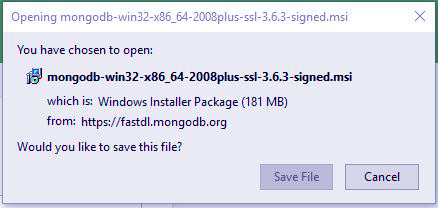 Opening mongodb-win32-x86_64-2008plus-ssl-3.6.3-signed.msi
You have chosen to open:
mongodb-win32-x86_64-2008plus-ssl-3.6.3-signed.msi
which is: Windows Installer Package (181 MB)
from: https://fastdl.mongodb.org
Would you like to save this file?
Save File Cancel